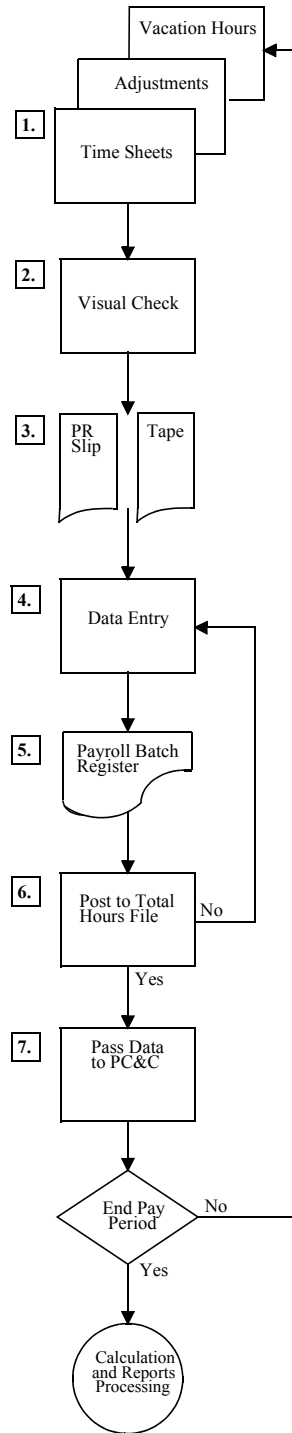 Vacation Hours
Adjustments
1.
Time Sheets
2.
Visual Check
3.
PR
Slip
Tape
4.
Data Entry
5.
Payroll Batch
Register
6.
Post to Total
Hours File
No
Yes
7.
Pass Data
to PC&C
End Pay
Period
No
Yes
Calculation
and Reports
Processing